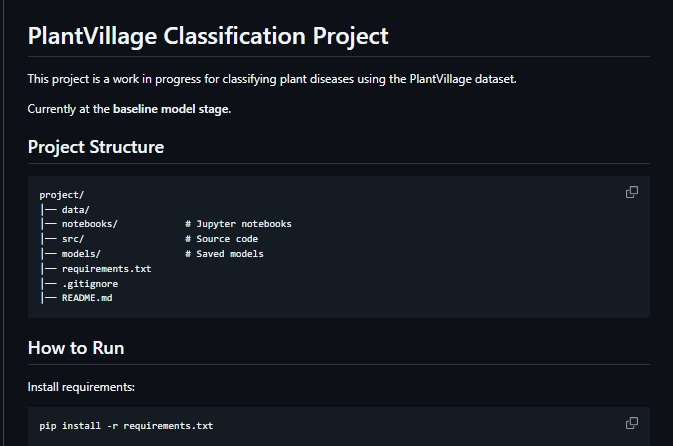 PlantVillage Classification Project
This project is a work in progress for classifying plant diseases using the PlantVillage dataset.
Currently at the baseline model stage.
Project Structure
project/
├── data/
├── notebooks/           # Jupyter notebooks
├── src/                 # Source code
├── models/              # Saved models
├── requirements.txt
├── .gitignore
├── README.md
How to Run
Install requirements:
pip install -r requirements.txt